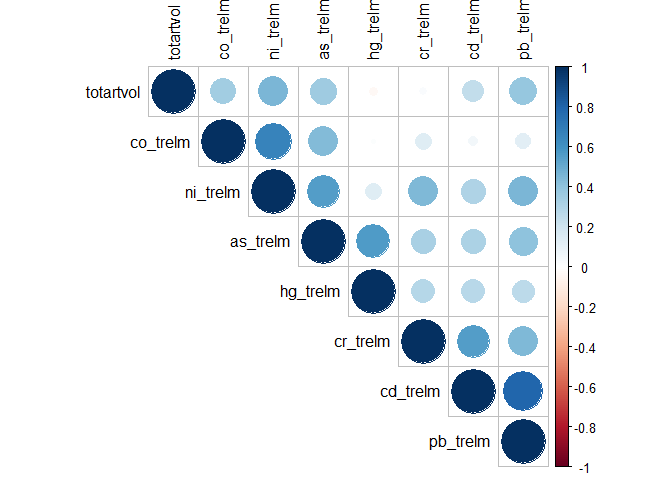 totartvol
co_trelm
ni_trelm
as_trelm
hg_trelm
cr_trelm
cd_trelm
pb_trelm
totartvol
co_trelm
ni_trelm
as_trelm
hg_trelm
cr_trelm
cd_trelm
pb_trelm
1
0.8
0.6
0.4
0.2
0
-0.2
-0.4
-0.6
-0.8
-1